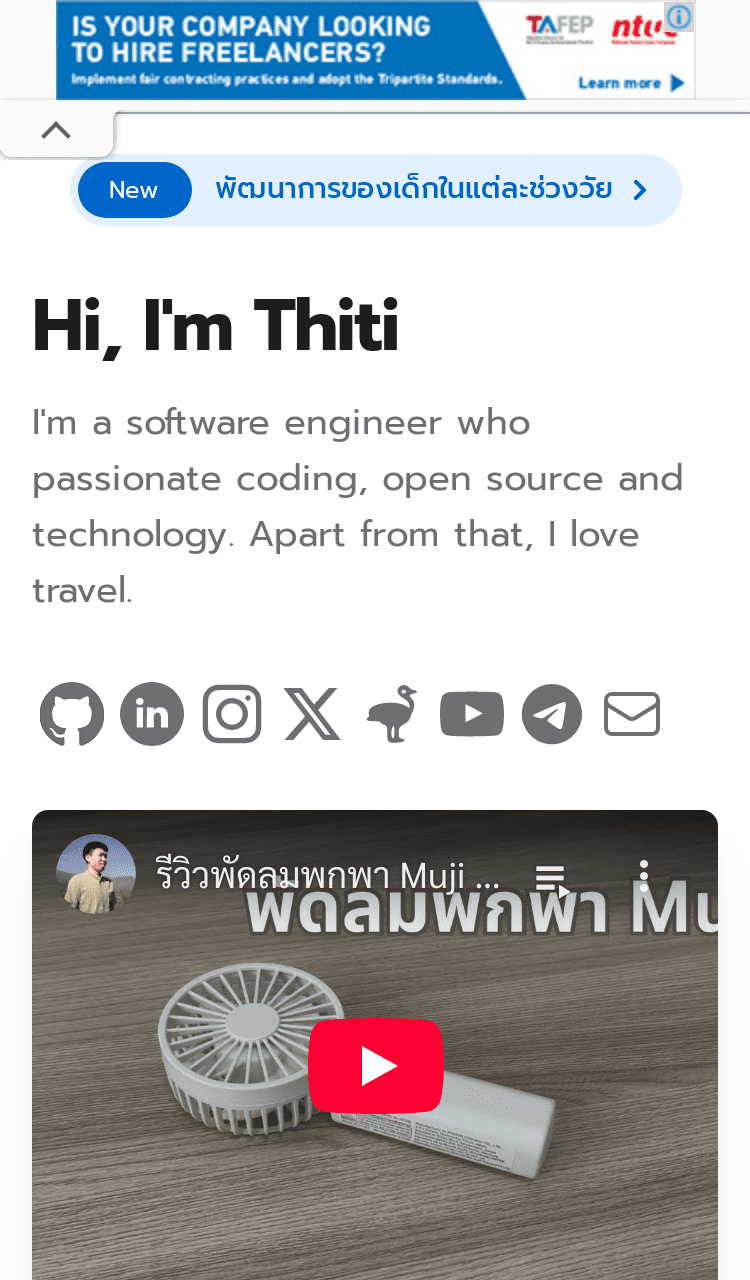 IS YOUR COMPANY LOOKING
TO HIRE FREELANCERS?
Implement fair contracting practices and adopt the Tripartite Standards.
TAFEP
ntuc
Learn more
New
พัฒนาการของเด็กในแต่ละช่วงวัย
Hi, I'm Thiti
I'm a software engineer who
passionate coding, open source and
technology. Apart from that, I love
travel.
in
รีวิวพัดลมพกพา Muji ...
พัดลมพกพา Mu